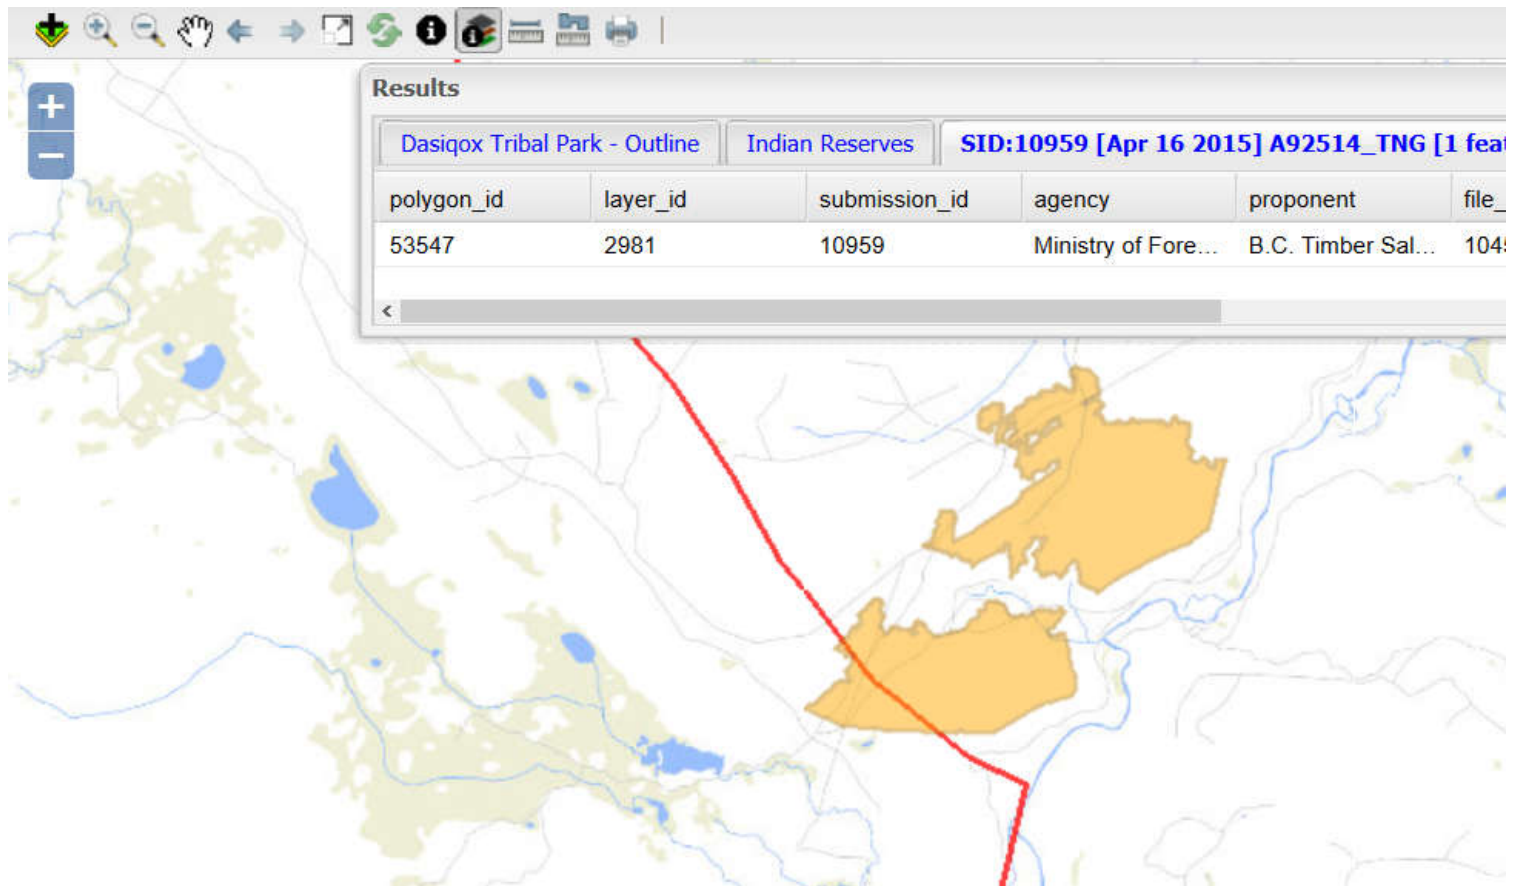 Results
Dasiqox Tribal Park - Outline Indian Reserves SID:10959 [Apr 16 2015] A92514_TNG [1 feat
polygon_id layer_id submission_id agency proponent file_
53547 2981 10959 Ministry of Fore... B.C. Timber Sal... 104